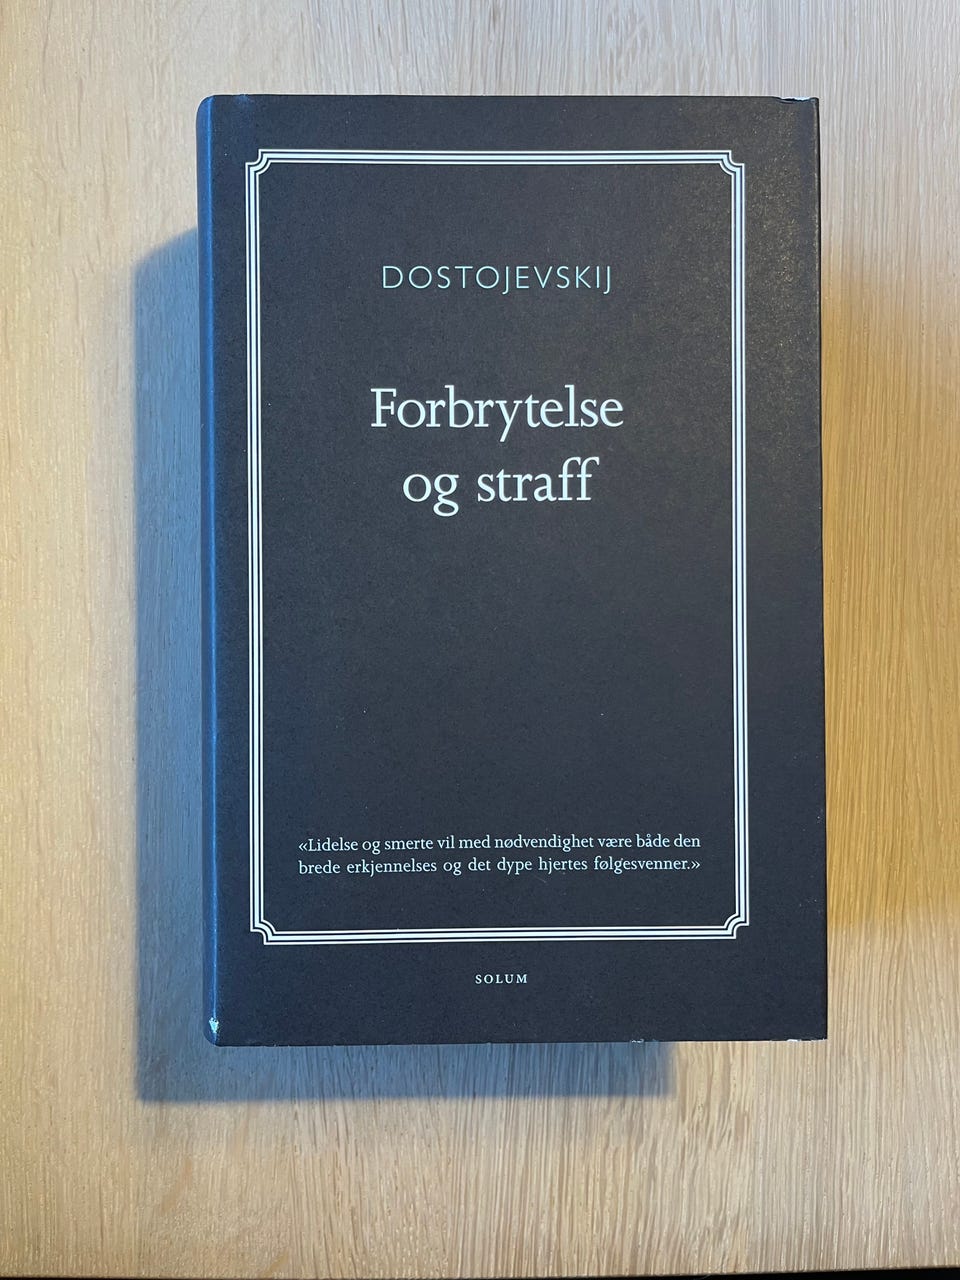 DOSTOJEVSKIJ
Forbrytelse
og straff
«Lidelse og smerte vil med nødvendighet være både den
brede erkjennelses og det dype hjertes følgesvenner.»
SOLUM